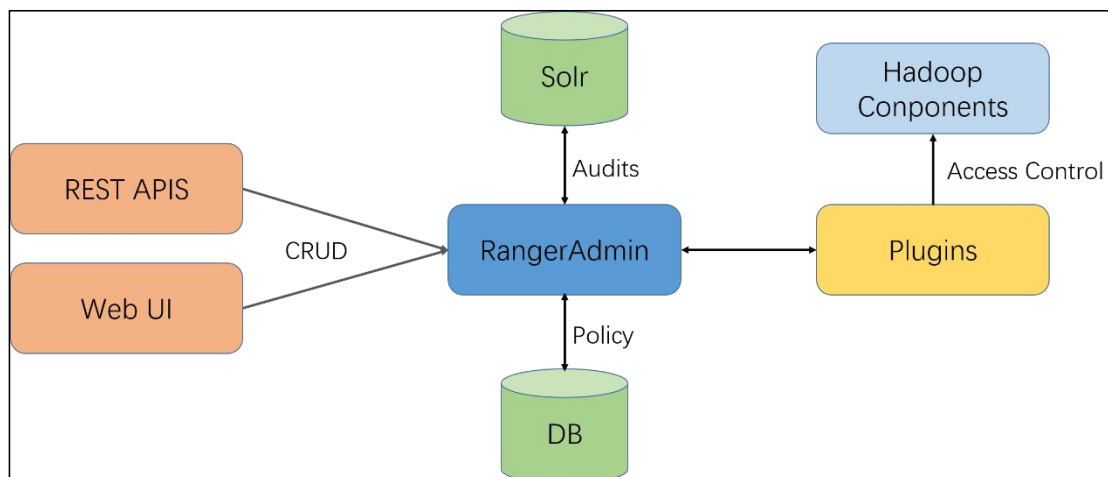 Solr
Hadoop
Conponents
Audits
Access Control
REST APIS
CRUD
RangerAdmin
Plugins
Web UI
Policy
DB